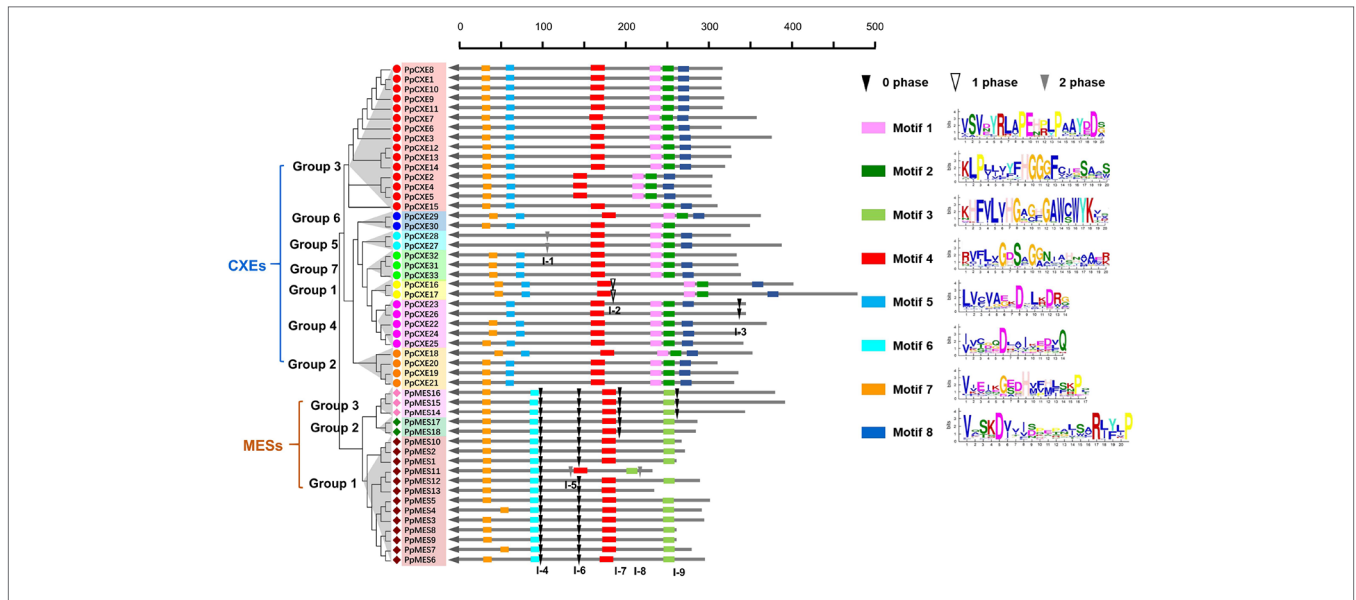 0 100 200 300 400 500
PpCXE8
PpCXE1
PpCXE10
PpCXE9
PpCXE11
PpCXE7
PpCXE6
PpCXE3
PpCXE12
PpCXE13
PpCXE14
PpCXE2
PpCXE4
PpCXE5
PpCXE15
PpCXE29
PpCXE30
PpCXE28
PpCXE27
PpCXE32
PpCXE31
PpCXE33
PpCXE16
PpCXE17
PpCXE23
PpCXE26
PpCXE22
PpCXE24
PpCXE25
PpCXE18
PpCXE20
PpCXE19
PpCXE21
PpMES16
PpMES15
PpMES14
PpMES17
PpMES18
PpMES10
PpMES2
PpMES1
PpMES11
PpMES12
PpMES13
PpMES5
PpMES4
PpMES3
PpMES8
PpMES9
PpMES7
PpMES6
CXEs
Group 3
Group 6
Group 5
Group 7
Group 1
Group 4
Group 2
MESs
Group 3
Group 2
Group 1
I-1
I-2
I-3
I-5
I-4 I-6 I-7 I-8 I-9
0 phase 1 phase 2 phase
Motif 1
Motif 2
Motif 3
Motif 4
Motif 5
Motif 6
Motif 7
Motif 8